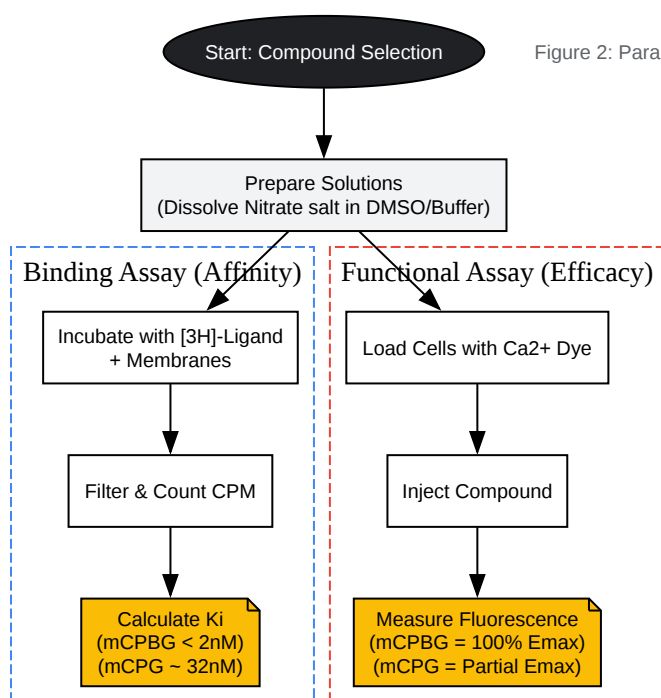 Start: Compound Selection
Figure 2: Para
Prepare Solutions
(Dissolve Nitrate salt in DMSO/Buffer)
Binding Assay (Affinity)
Incubate with [3H]-Ligand
+ Membranes
Filter & Count CPM
Calculate Ki
(mCPBG < 2nM)
(mCPG ~ 32nM)
Functional Assay (Efficacy)
Load Cells with Ca2+ Dye
Inject Compound
Measure Fluorescence
(mCPBG = 100% Emax)
(mCPG = Partial Emax)